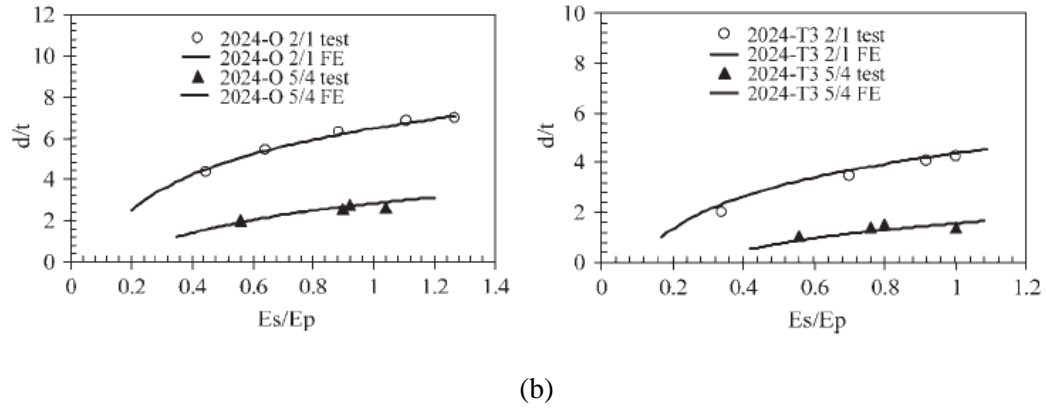 12
10
8
6
4
2
0
d/t
2024-O 2/1 test
2024-O 2/1 FE
2024-O 5/4 test
2024-O 5/4 FE
0 0.2 0.4 0.6 0.8 1 1.2 1.4
Es/Ep
10
8
6
4
2
0
d/t
2024-T3 2/1 test
2024-T3 2/1 FE
2024-T3 5/4 test
2024-T3 5/4 FE
0 0.2 0.4 0.6 0.8 1 1.2
Es/Ep
(b)